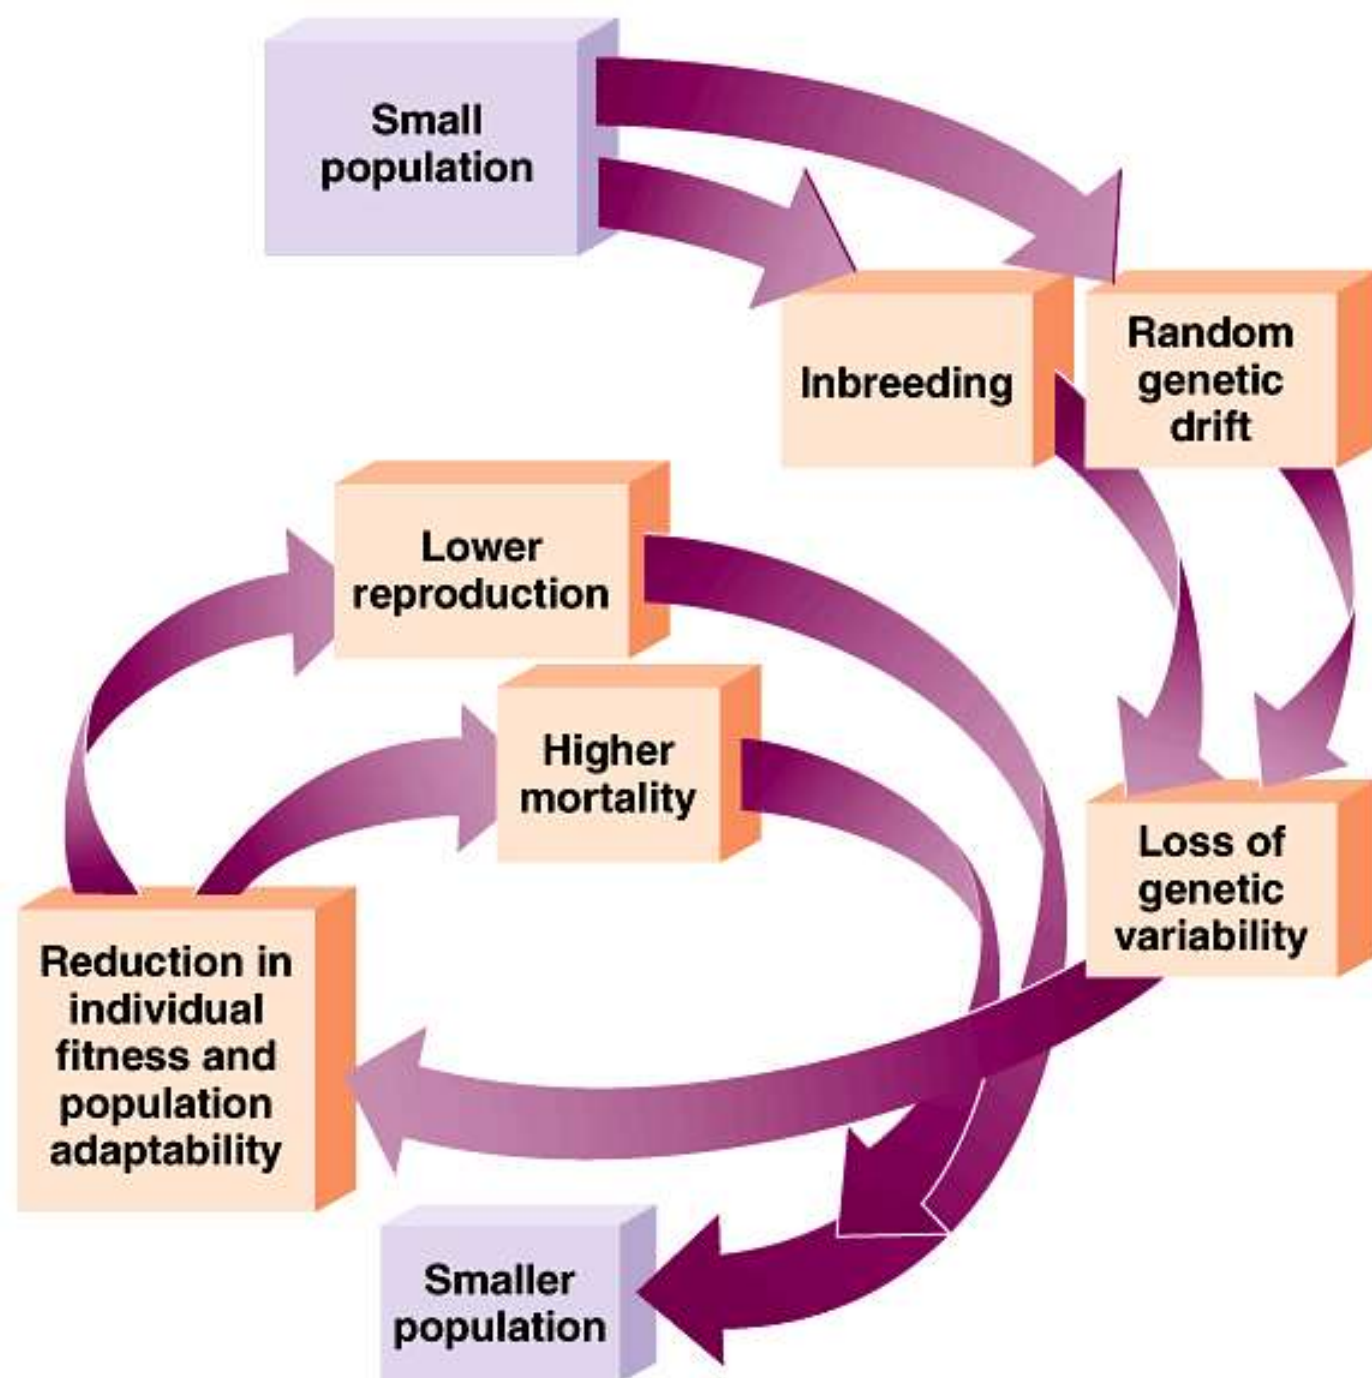 Small
population
Inbreeding
Random
genetic
drift
Lower
reproduction
Higher
mortality
Loss of
genetic
variability
Reduction in
individual
fitness and
population
adaptability
Smaller
population